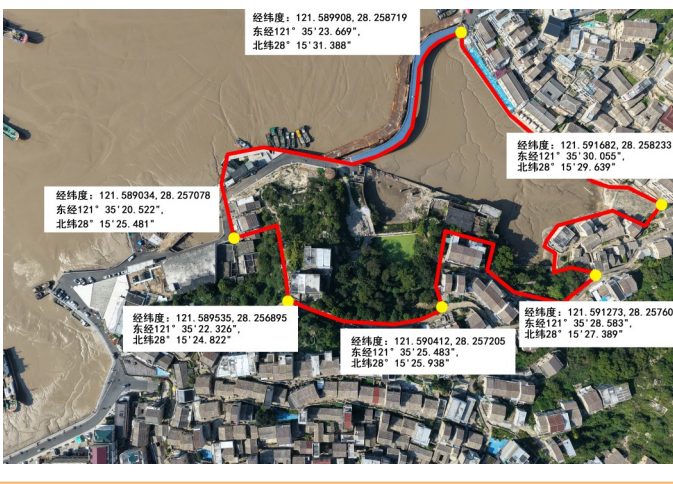 经纬度：121.589908,28.258719
东经121° 35'23.669",
北纬28° 15'31.388"
经纬度：121.591682,28.258233
东经121° 35'30.055",
北纬28° 15'29.639"
经纬度：121.589034,28.257078
东经121° 35'20.522",
北纬28° 15'25.481"
经纬度：121.589535,28.256895
东经121° 35'22.326",
北纬28° 15'24.822"
经纬度：121.590412,28.257205
东经121° 35'25.483",
北纬28° 15'25.938"
经纬度：121.591273,28.25760
东经121° 35'28.583",
北纬28° 15'27.389"